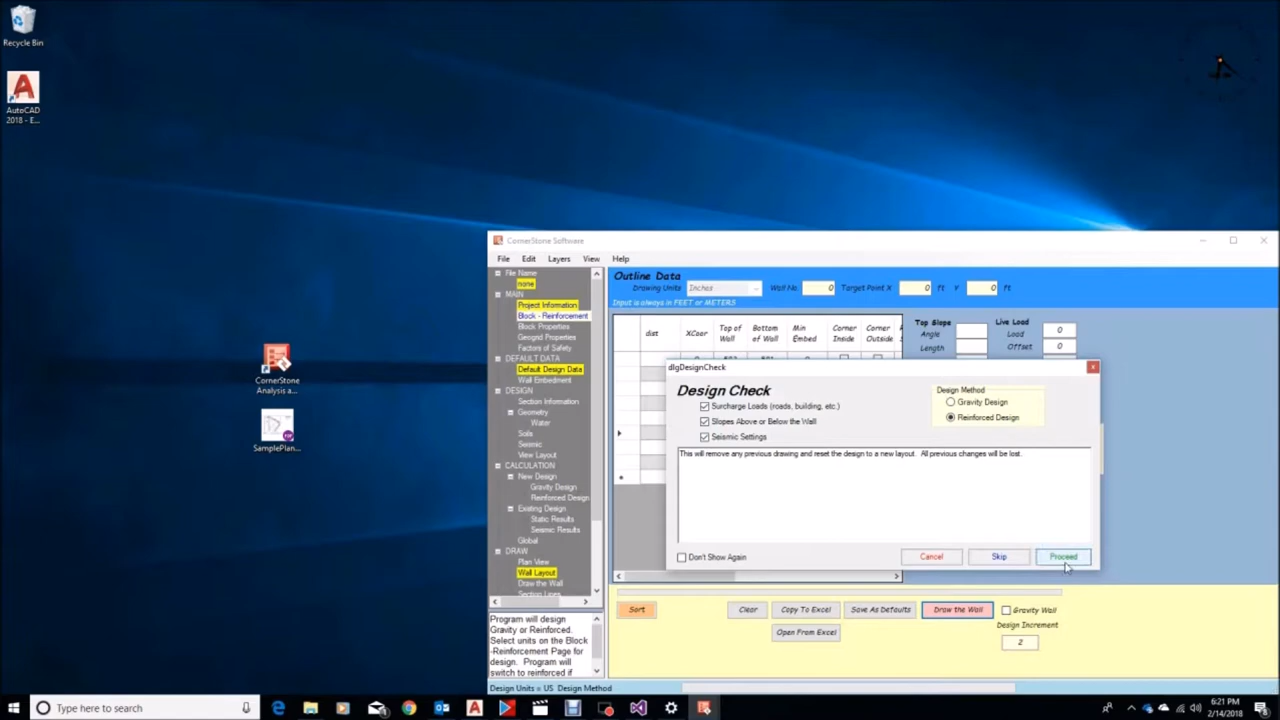 Recycle Bin
AutoCAD
2018 - E...
CornerStone
Analysis a...
SamplePlan...
CornerStone Software
File Edit Layers View Help
File Name
none
MAIN
Project Information
Block - Reinforcement
Block Properties
Geogrid Properties
Factors of Safety
DEFAULT DATA
Default Design Data
Wall Embedment
DESIGN
Section Information
Geometry
Water
Soils
Seismic
View Layout
CALCULATION
New Design
Gravity Design
Reinforced Design
Existing Design
Static Results
Seismic Results
Global
DRAW
Plan View
Wall Layout
Draw the Wall
Section Lines
Program will design
Gravity or Reinforced.
Select units on the Block
-Reinforcement Page for
design. Program will
switch to reinforced if
Design Units = US Design Method
Outline Data
Drawing Units Inches Wall No. 0 Target Point X 0 ft Y 0 ft
Input is always in FEET or METERS
dist XCoor Top of Wall Bottom of Wall Min Embed Corner Inside Corner Outside
Top Slope
Angle
Length
Live Load
Load 0
Offset 0
dlgDesignCheck
Design Check
Surcharge Loads (roads, building, etc.)
Slopes Above or Below the Wall
Seismic Settings
Design Method
Gravity Design
Reinforced Design
This will remove any previous drawing and reset the design to a new layout. All previous changes will be lost.
Don't Show Again
Cancel Skip Proceed
Sort Clear Copy To Excel Save As Defaults Draw the Wall Gravity Wall
Open From Excel
Design Increment
2
Type here to search
6:21 PM
2/14/2018